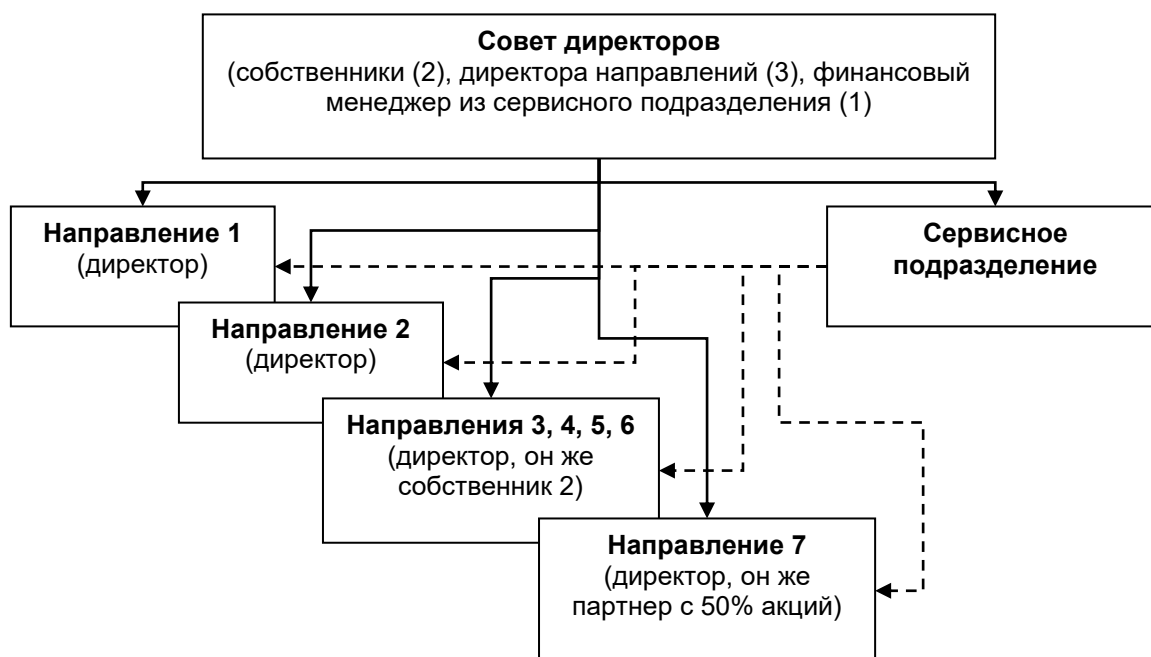 Совет директоров
(собственники (2), директора направлений (3), финансовый
менеджер из сервисного подразделения (1)
Направление 1
(директор)
Сервисное
подразделение
Направление 2
(директор)
Направления 3, 4, 5, 6
(директор, он же
собственник 2)
Направление 7
(директор, он же
партнер с 50% акций)